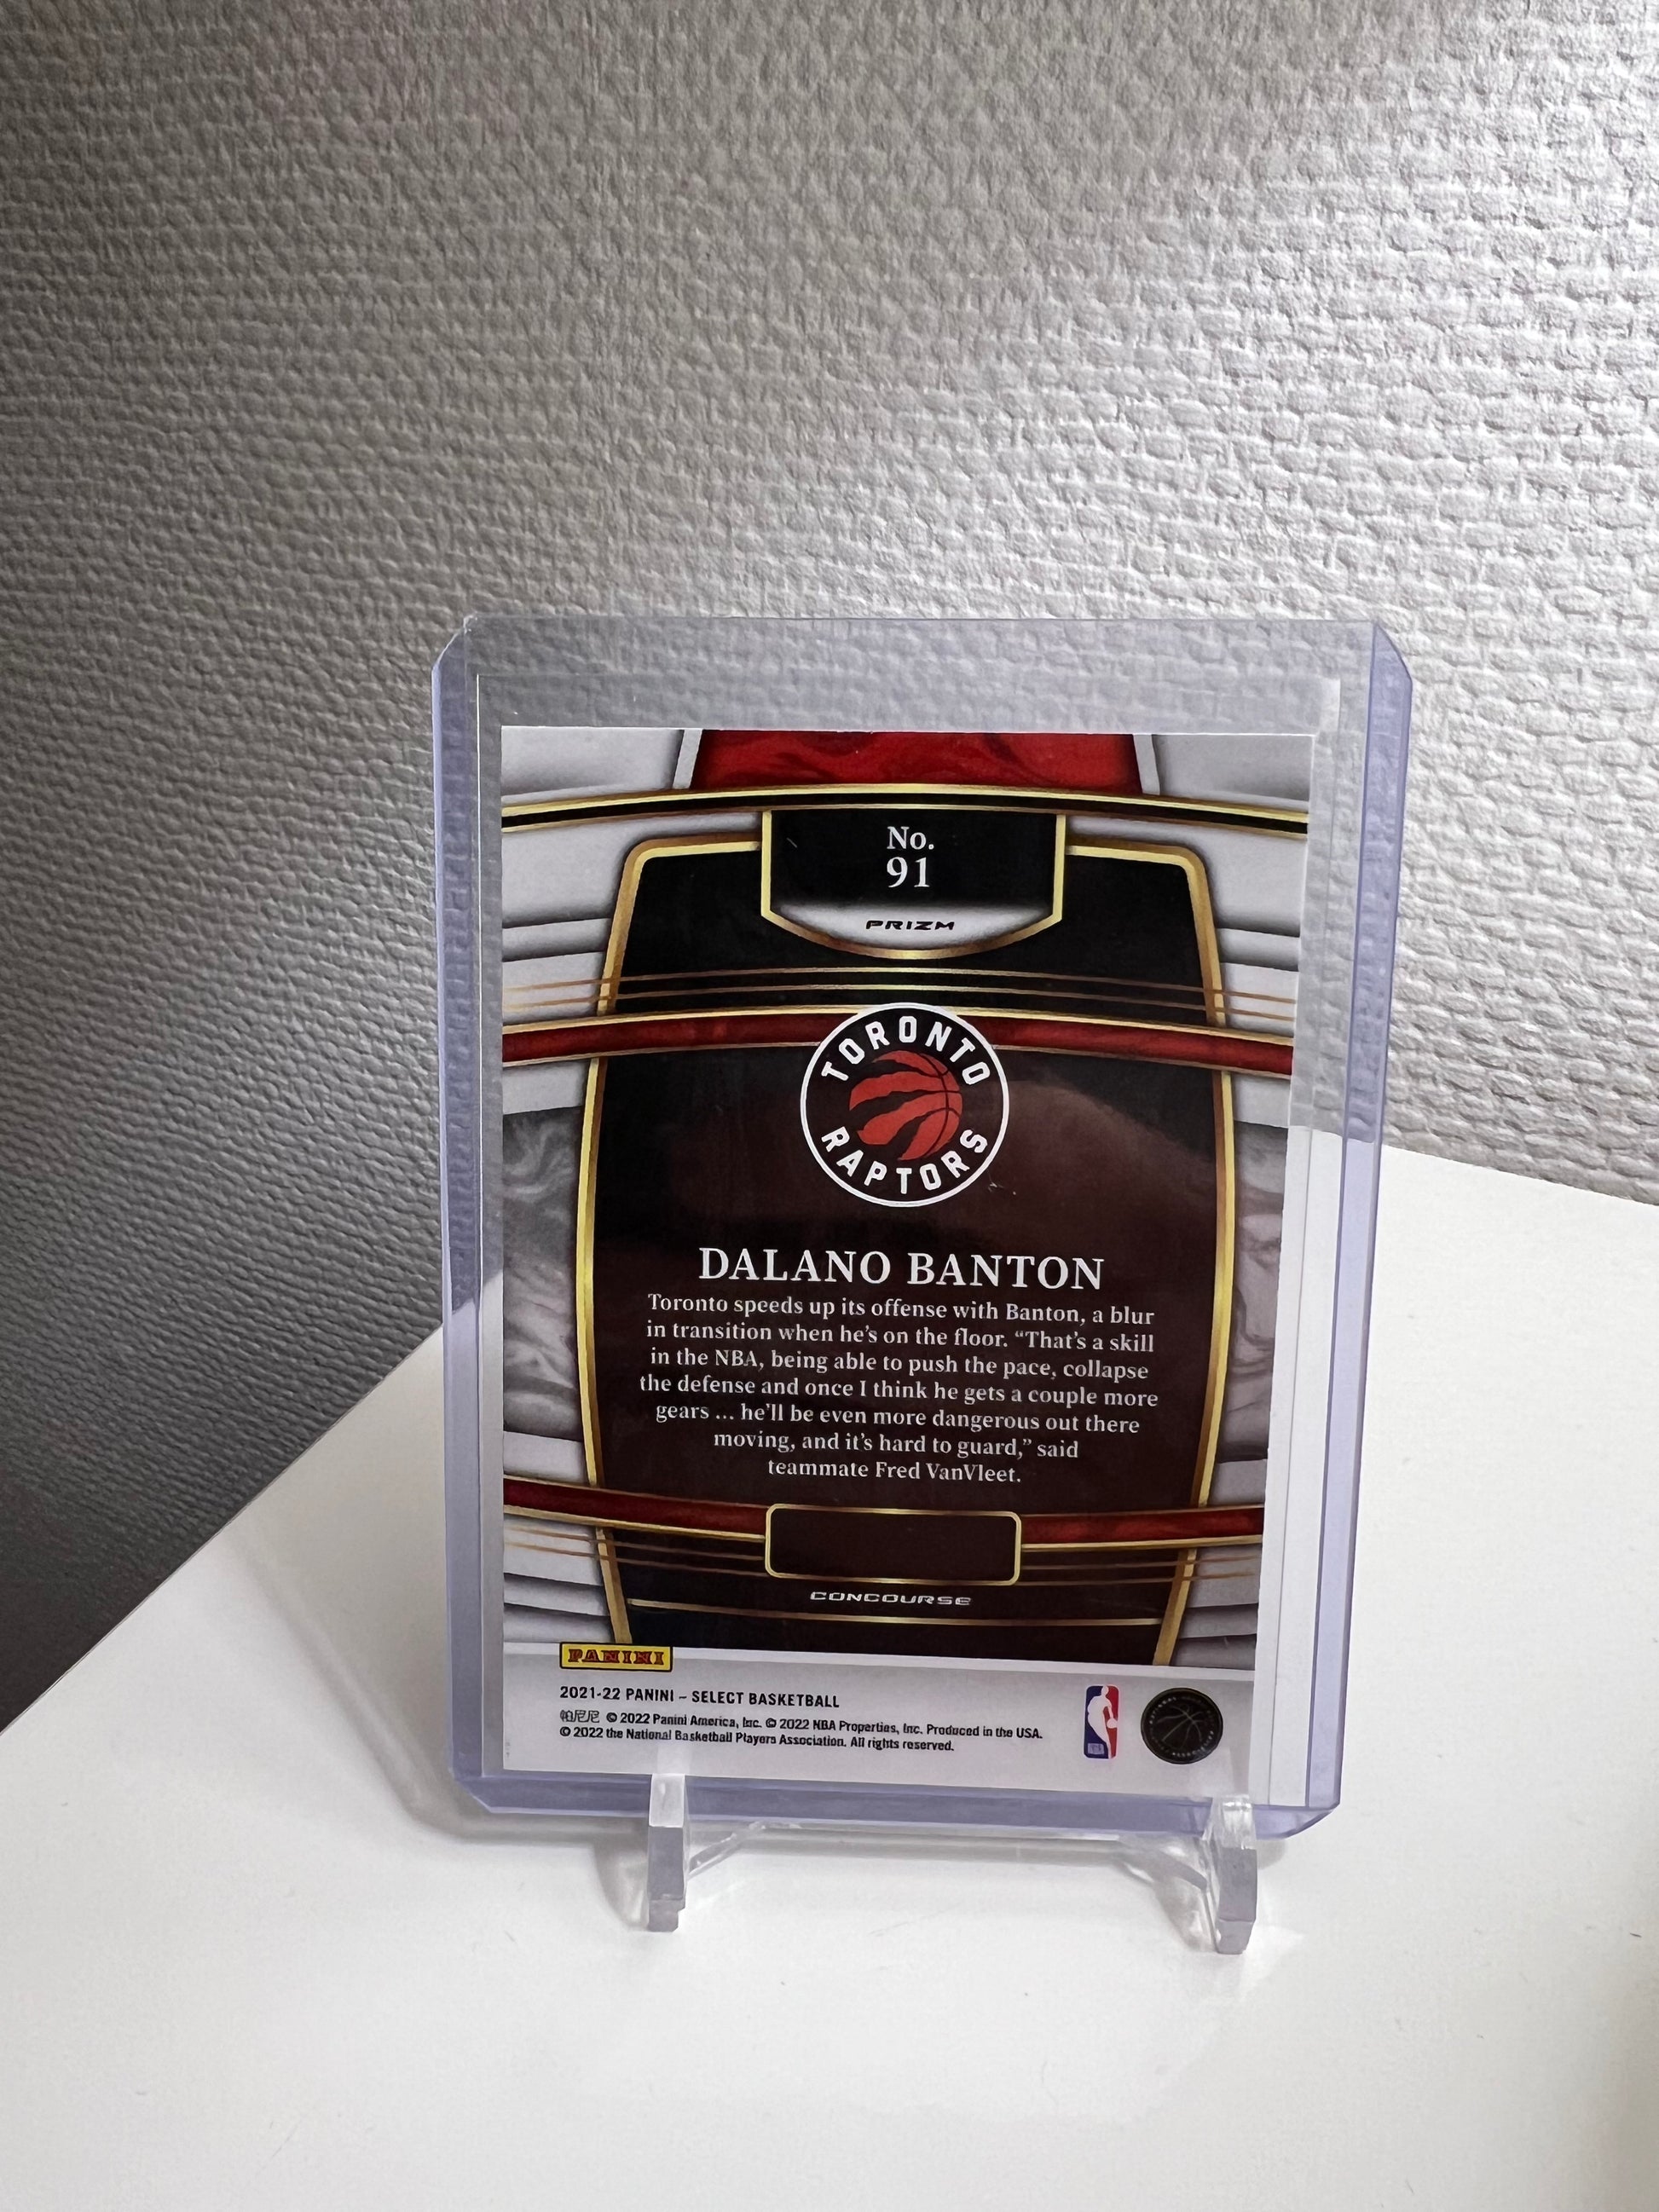 No.
91
PRIZM
TORONTO
RAPTORS
DALANO BANTON
Toronto speeds up its offense with Banton, a blur
in transition when he's on the floor. “That's a skill
in the NBA, being able to push the pace, collapse
the defense and once I think he gets a couple more
gears ... he'll be even more dangerous out there
moving, and it's hard to guard,” said
teammate Fred VanVleet.
CONCOURSE
PANINI
2021-22 PANINI – SELECT BASKETBALL
帕尼尼 © 2022 Panini America, Inc. © 2022 NBA Properties, Inc. Produced in the USA.
© 2022 the National Basketball Players Association. All rights reserved.